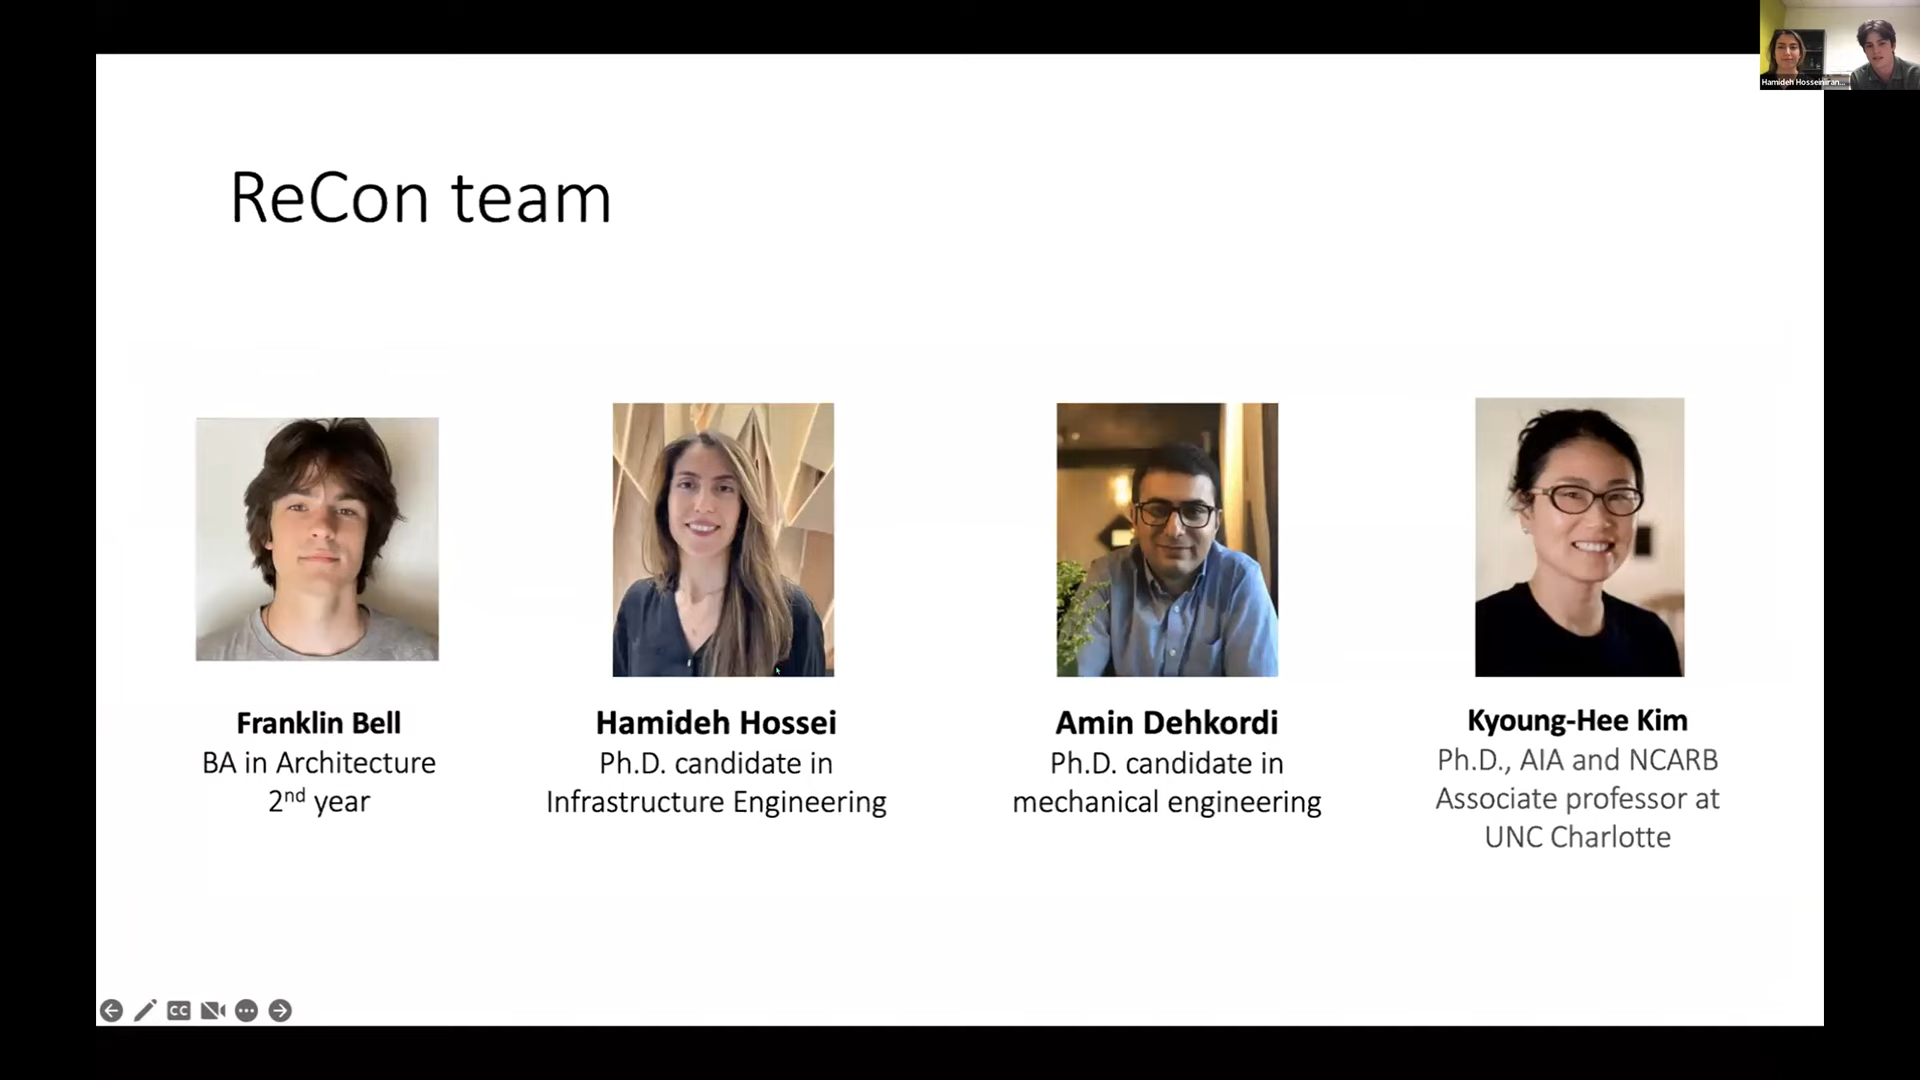 Hamideh Hosseiniran...
ReCon team
Franklin Bell
BA in Architecture
2nd year
Hamideh Hossei
Ph.D. candidate in
Infrastructure Engineering
Amin Dehkordi
Ph.D. candidate in
mechanical engineering
Kyoung-Hee Kim
Ph.D., AIA and NCARB
Associate professor at
UNC Charlotte
CC